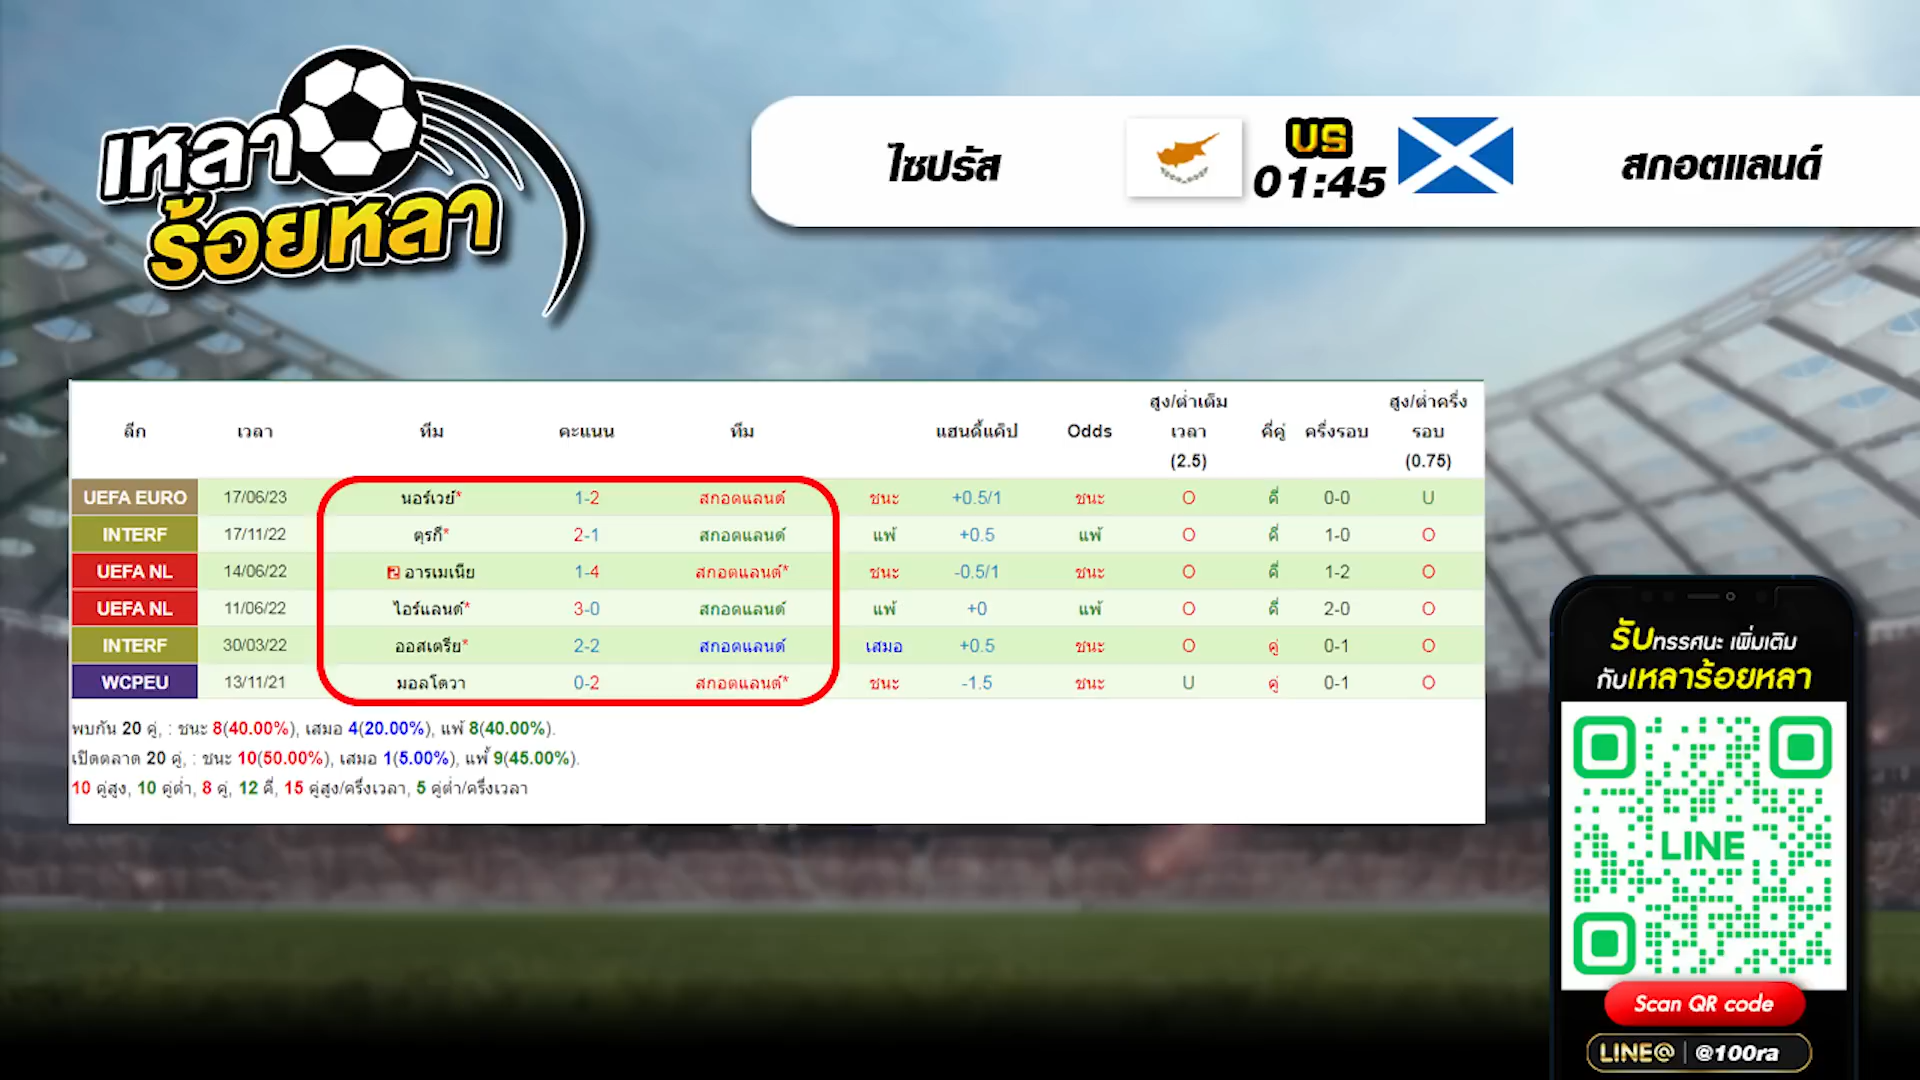 เหลา
ร้อยหลา
ไซปรัส US 01:45 สกอตแลนด์
ลีก เวลา ทีม คะแนน ทีม แฮนดี้แค๊ป Odds สูง/ต่ำเต็มเวลา (2.5) คี่คู่ ครึ่งรอบ สูง/ต่ำครึ่งรอบ (0.75)
UEFA EURO 17/06/23 นอร์เวย์* 1-2 สกอตแลนด์ ชนะ +0.5/1 ชนะ O คี่ 0-0 U
INTERF 17/11/22 ตุรกี* 2-1 สกอตแลนด์ แพ้ +0.5 แพ้ O คี่ 1-0 O
UEFA NL 14/06/22 2 อาร์เมเนีย 1-4 สกอตแลนด์* ชนะ -0.5/1 ชนะ O คี่ 1-2 O
UEFA NL 11/06/22 ไอร์แลนด์* 3-0 สกอตแลนด์ แพ้ +0 แพ้ O คี่ 2-0 O
INTERF 30/03/22 ออสเตรีย* 2-2 สกอตแลนด์ เสมอ +0.5 ชนะ O คู่ 0-1 O
WCPEU 13/11/21 มอลโดวา 0-2 สกอตแลนด์* ชนะ -1.5 ชนะ U คู่ 0-1 O
พบกัน 20 คู่, : ชนะ 8(40.00%), เสมอ 4(20.00%), แพ้ 8(40.00%).
เปิดตลาด 20 คู่, : ชนะ 10(50.00%), เสมอ 1(5.00%), แพ้ 9(45.00%).
10 คู่สูง, 10 คู่ต่ำ, 8 คู่, 12 คี่, 15 คู่สูง/ครึ่งเวลา, 5 คู่ต่ำ/ครึ่งเวลา
รับทรรศนะ เพิ่มเติม
กับเหลาร้อยหลา
LINE
Scan QR code
LINE@ | @100ra